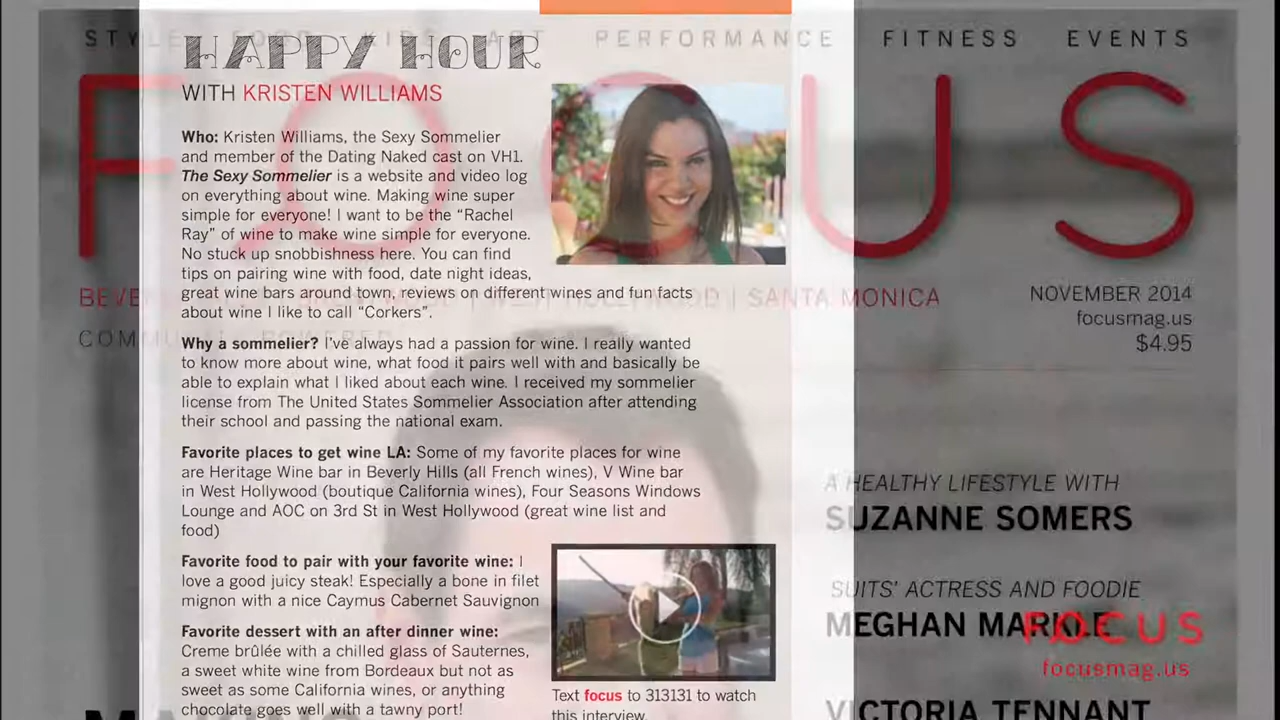 STYLE FOOD KIDS ART PERFORMANCE FITNESS EVENTS
FOCUS
HAPPY HOUR
WITH KRISTEN WILLIAMS
Who: Kristen Williams, the Sexy Sommelier
and member of the Dating Naked cast on VH1.
The Sexy Sommelier is a website and video log
on everything about wine. Making wine super
simple for everyone! I want to be the “Rachel
Ray” of wine to make wine simple for everyone.
No stuck up snobbishness here. You can find
tips on pairing wine with food, date night ideas,
great wine bars around town, reviews on different wines and fun facts
about wine I like to call “Corkers”.
Why a sommelier? I’ve always had a passion for wine. I really wanted
to know more about wine, what food it pairs well with and basically be
able to explain what I liked about each wine. I received my sommelier
license from The United States Sommelier Association after attending
their school and passing the national exam.
Favorite places to get wine LA: Some of my favorite places for wine
are Heritage Wine bar in Beverly Hills (all French wines), V Wine bar
in West Hollywood (boutique California wines), Four Seasons Windows
Lounge and AOC on 3rd St in West Hollywood (great wine list and
food)
Favorite food to pair with your favorite wine: I
love a good juicy steak! Especially a bone in filet
mignon with a nice Caymus Cabernet Sauvignon
Favorite dessert with an after dinner wine:
Creme brûlée with a chilled glass of Sauternes,
a sweet white wine from Bordeaux but not as
sweet as some California wines, or anything
chocolate goes well with a tawny port!
Text focus to 313131 to watch
this interview.
| SANTA MONICA
NOVEMBER 2014
focusmag.us
$4.95
A HEALTHY LIFESTYLE WITH
SUZANNE SOMERS
SUITS’ ACTRESS AND FOODIE
MEGHAN MARKLE
FOCUS
focusmag.us
VICTORIA TENNANT